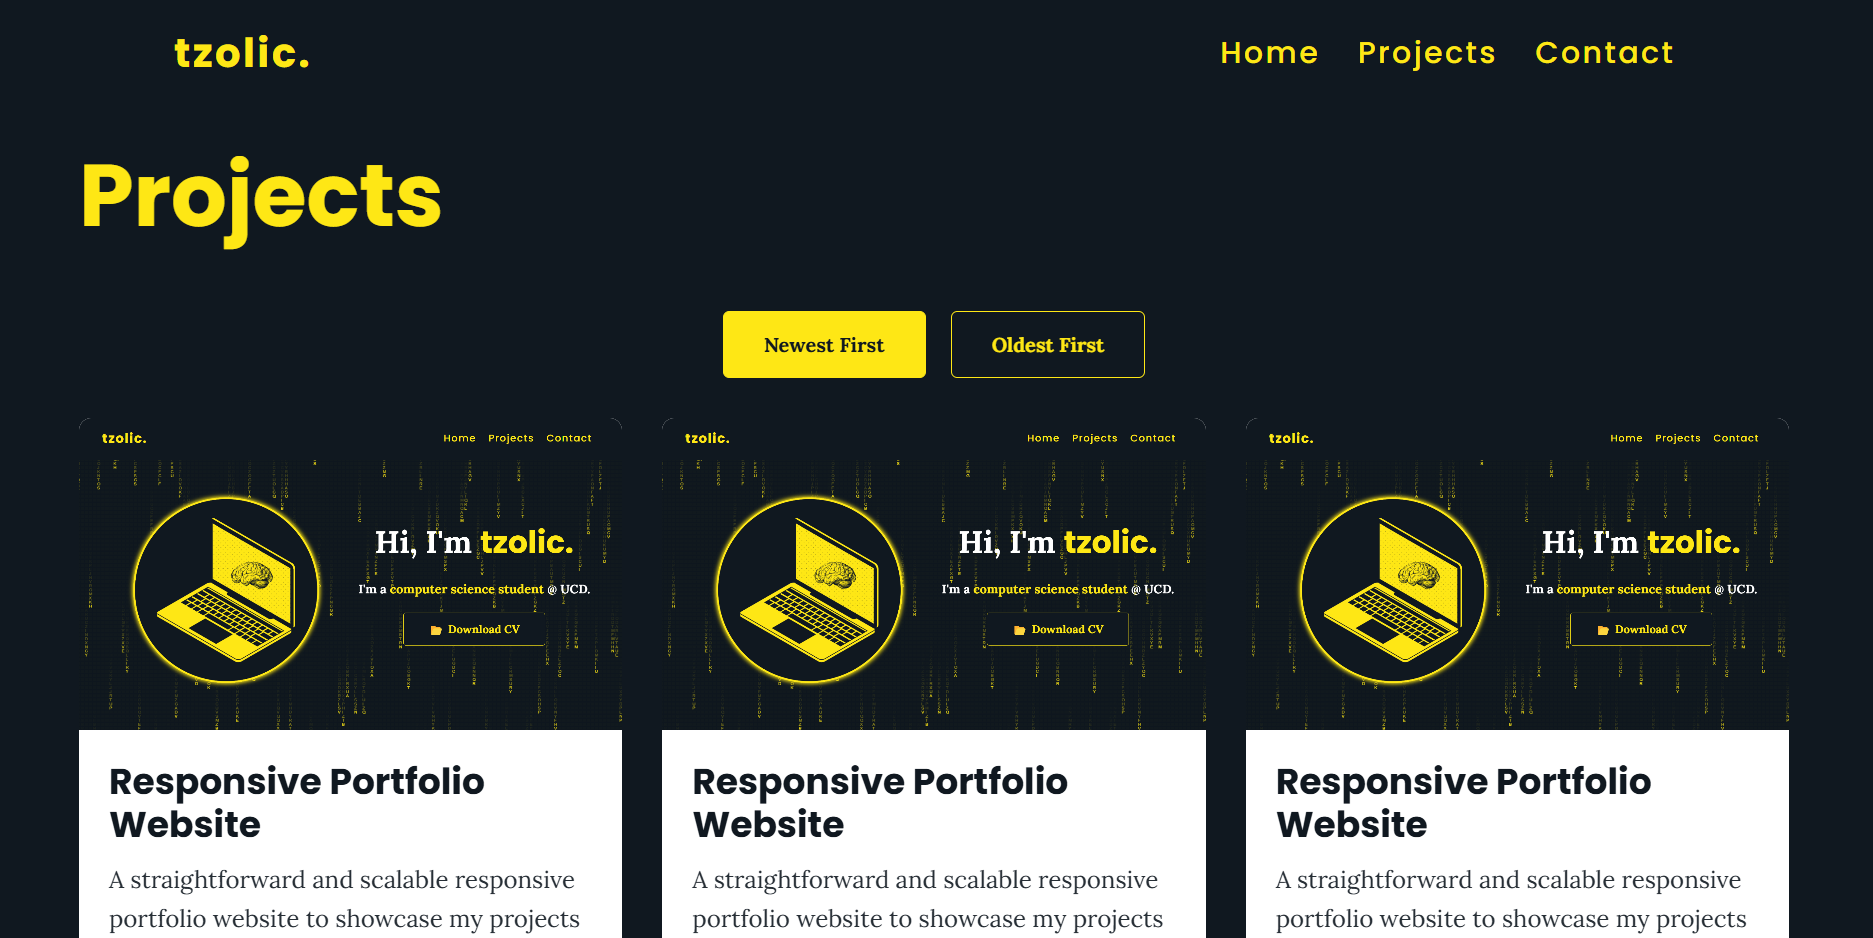 tzolic.
Home Projects Contact
Projects
Newest First
Oldest First
tzolic.
Home Projects Contact
Hi, I'm tzolic.
I'm a computer science student @ UCD.
Download CV
Responsive Portfolio
Website
A straightforward and scalable responsive
portfolio website to showcase my projects
tzolic.
Home Projects Contact
Hi, I'm tzolic.
I'm a computer science student @ UCD.
Download CV
Responsive Portfolio
Website
A straightforward and scalable responsive
portfolio website to showcase my projects
tzolic.
Home Projects Contact
Hi, I'm tzolic.
I'm a computer science student @ UCD.
Download CV
Responsive Portfolio
Website
A straightforward and scalable responsive
portfolio website to showcase my projects